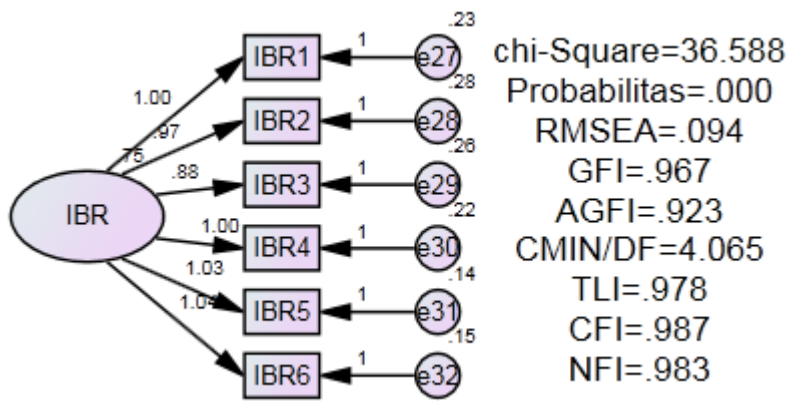 .23
IBR1
1
e27
chi-Square=36.588
1.00
.28
Probabilitas=.000
IBR2
1
e28
.97
RMSEA=.094
.75
.26
.88
IBR3
1
e29
GFI=.967
IBR
.22
AGFI=.923
1.00
IBR4
1
e30
CMIN/DF=4.065
1.03
.14
TLI=.978
1.04
IBR5
1
e31
CFI=.987
.15
IBR6
1
e32
NFI=.983